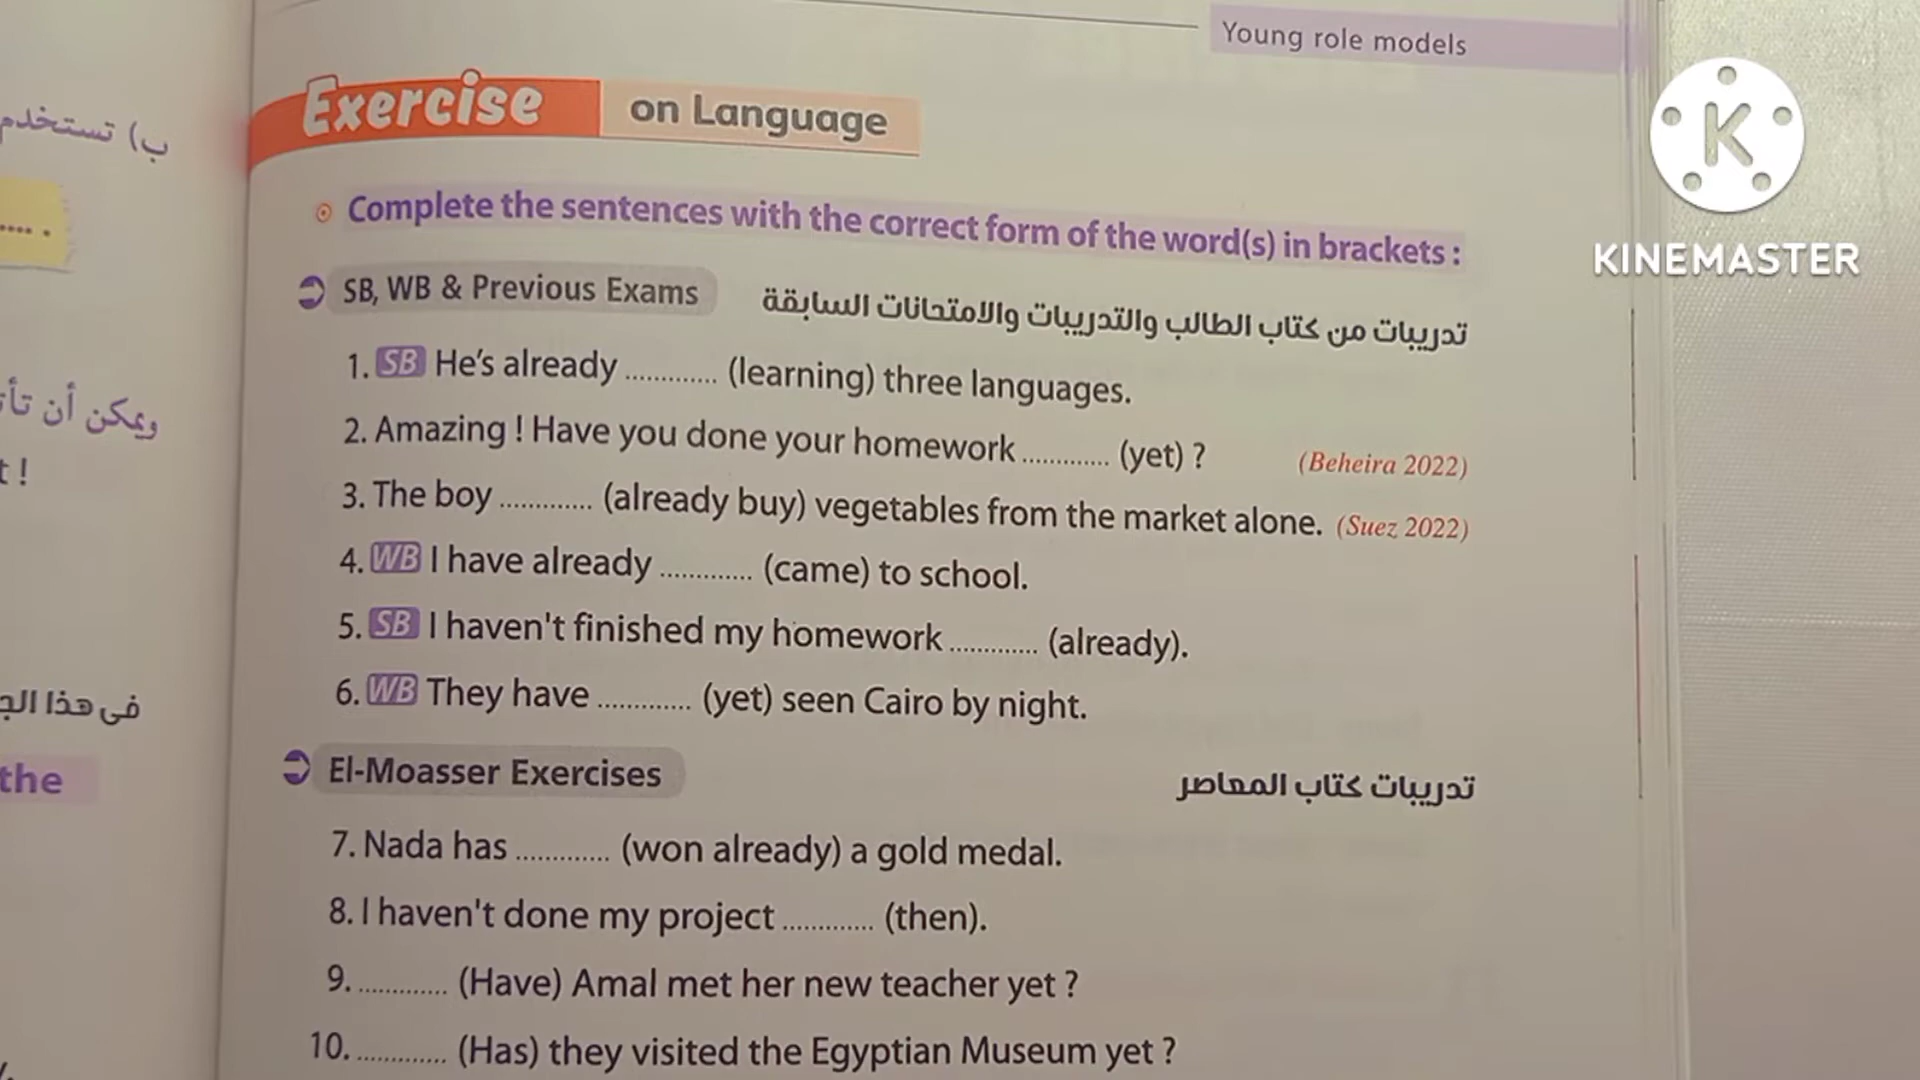 Young role models
KINEMASTER
Exercise on Language
Complete the sentences with the correct form of the word(s) in brackets :
SB, WB & Previous Exams تدريبات من كتاب الطالب والتدريبات والامتحانات السابقة
1. SB He's already ............. (learning) three languages.
2. Amazing ! Have you done your homework ............. (yet) ? (Beheira 2022)
3. The boy ............. (already buy) vegetables from the market alone. (Suez 2022)
4. WB I have already ............. (came) to school.
5. SB I haven't finished my homework ............. (already).
6. WB They have ............. (yet) seen Cairo by night.
El-Moasser Exercises تدريبات كتاب المعاصر
7. Nada has ............. (won already) a gold medal.
8. I haven't done my project ............. (then).
9. ............. (Have) Amal met her new teacher yet ?
10. ............. (Has) they visited the Egyptian Museum yet ?
ب) تستخدم
ويمكن أن
t !
في هذا
the